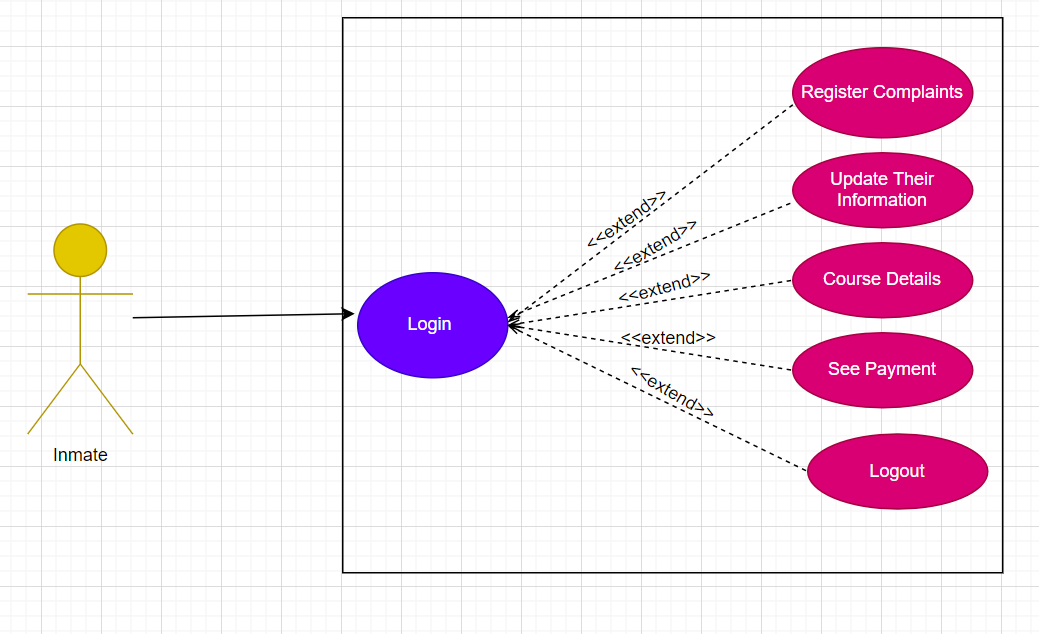 Register Complaints
Update Their
Information
<<extend>>
<<extend>>
Course Details
<<extend>>
Login
<<extend>>
See Payment
<<extend>>
Inmate
Logout